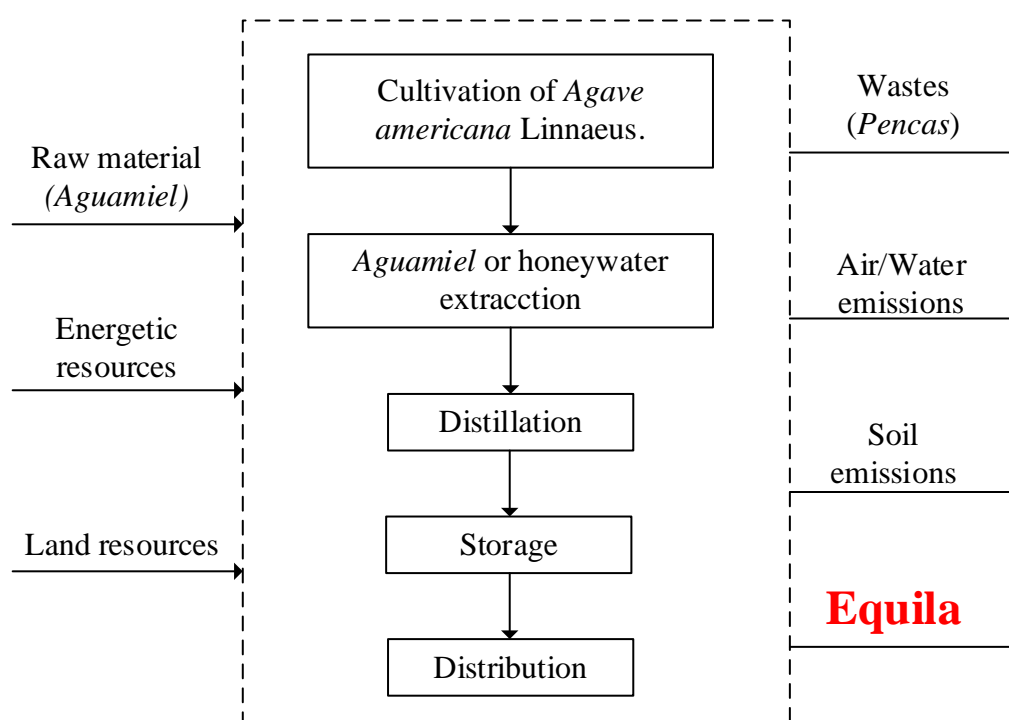 Raw material
(Aguamiel)
Energetic
resources
Land resources
Cultivation of Agave
americana Linnaeus.
Aguamiel or honeywater
extracction
Distillation
Storage
Distribution
Wastes
(Pencas)
Air/Water
emissions
Soil
emissions
Equila